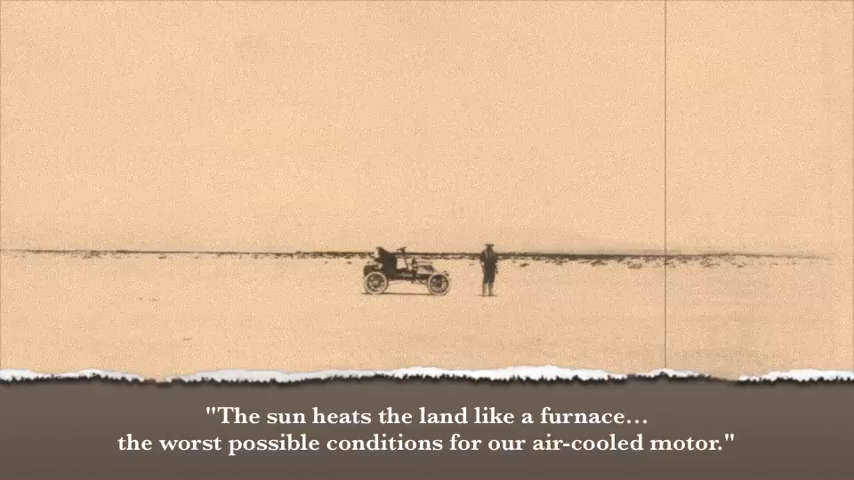 "The sun heats the land like a furnace…
the worst possible conditions for our air-cooled motor."